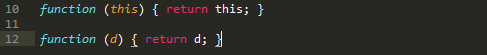 10 function (this) { return this; }
11
12 function (d) { return d; }